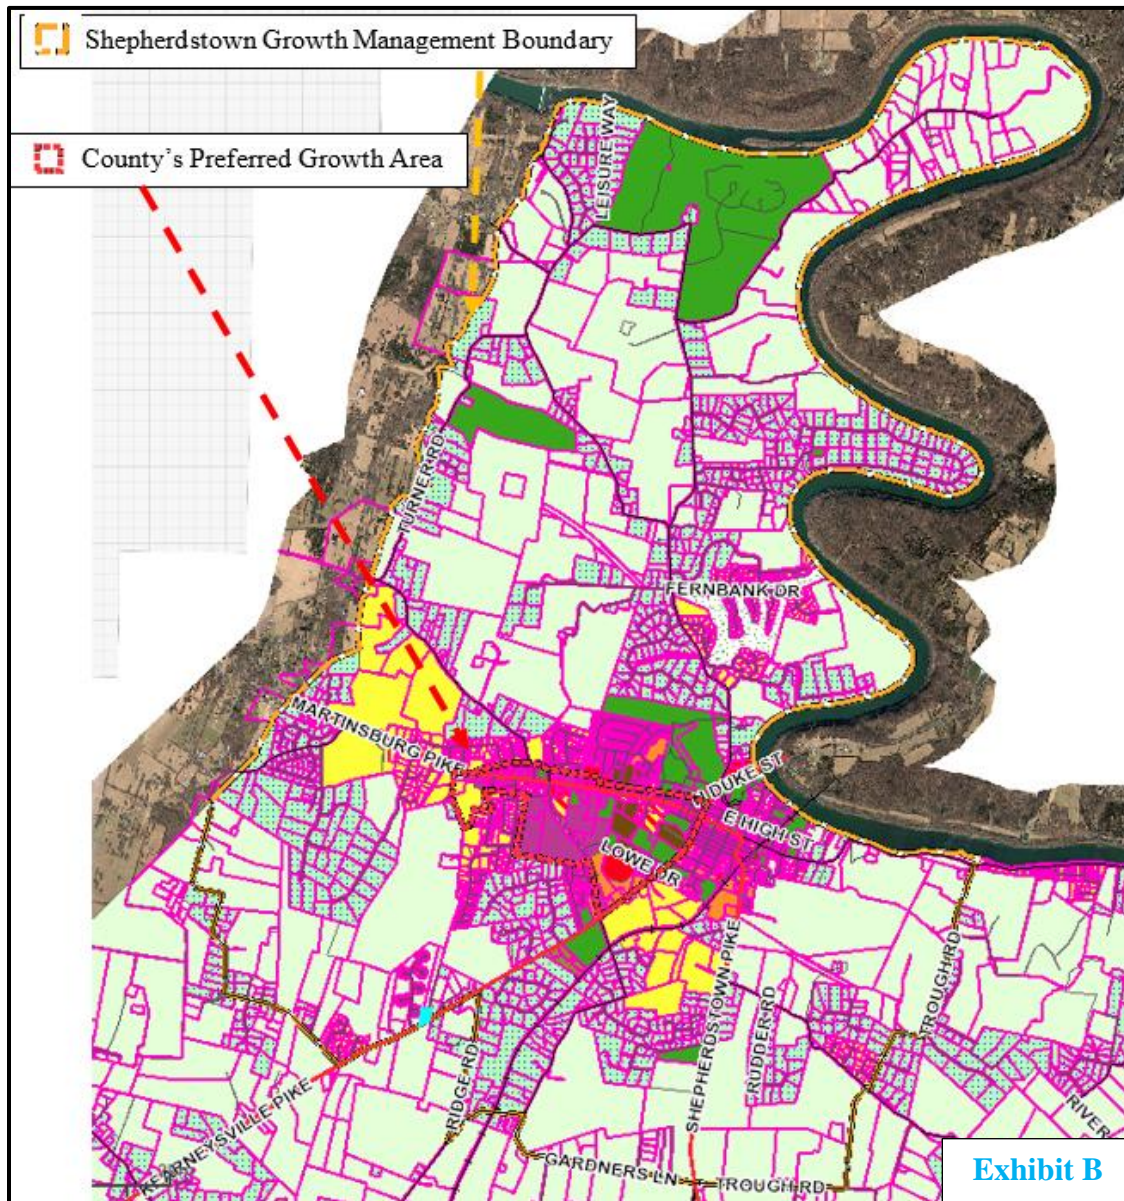 Shepherdstown Growth Management Boundary
County's Preferred Growth Area
LEISURE WAY
TURNER RD
FERNBANK DR
MARTINSBURG PIKE
N DUKE ST
E HIGH ST
LOWE DR
SHEPHERDSTOWN PIKE
TROUGH RD
RUDDER RD
RIDGE RD
KEARNEYSVILLE PIKE
RIVER
GARDNERS LN
TROUGH RD
Exhibit B